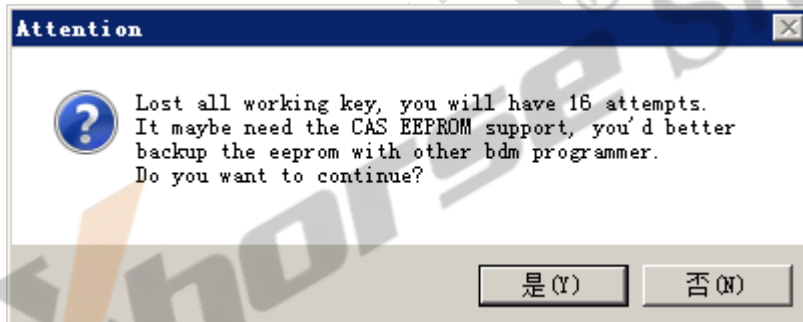 Attention
Lost all working key, you will have 16 attempts.
It maybe need the CAS EEPROM support, you'd better
backup the eeprom with other bdm programmer.
Do you want to continue?
是(Y) 否(N)